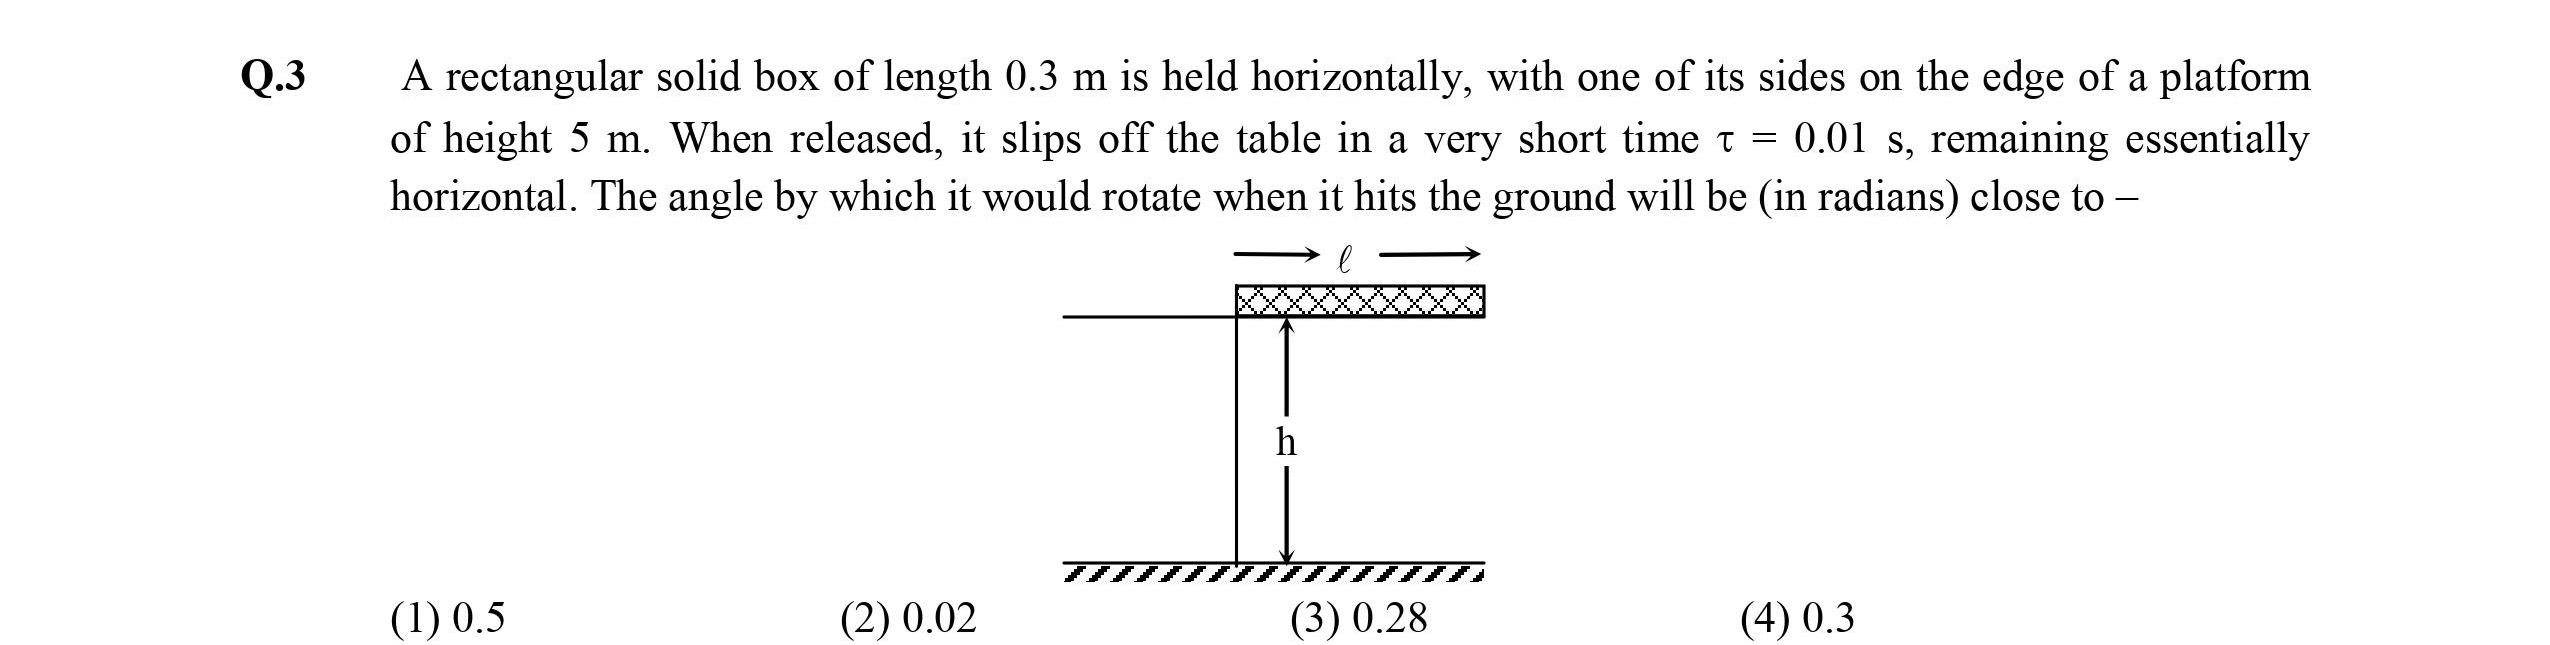 Q.3 A rectangular solid box of length 0.3 m is held horizontally, with one of its sides on the edge of a platform
of height 5 m. When released, it slips off the table in a very short time τ = 0.01 s, remaining essentially
horizontal. The angle by which it would rotate when it hits the ground will be (in radians) close to –
ℓ
h
(1) 0.5 (2) 0.02 (3) 0.28 (4) 0.3